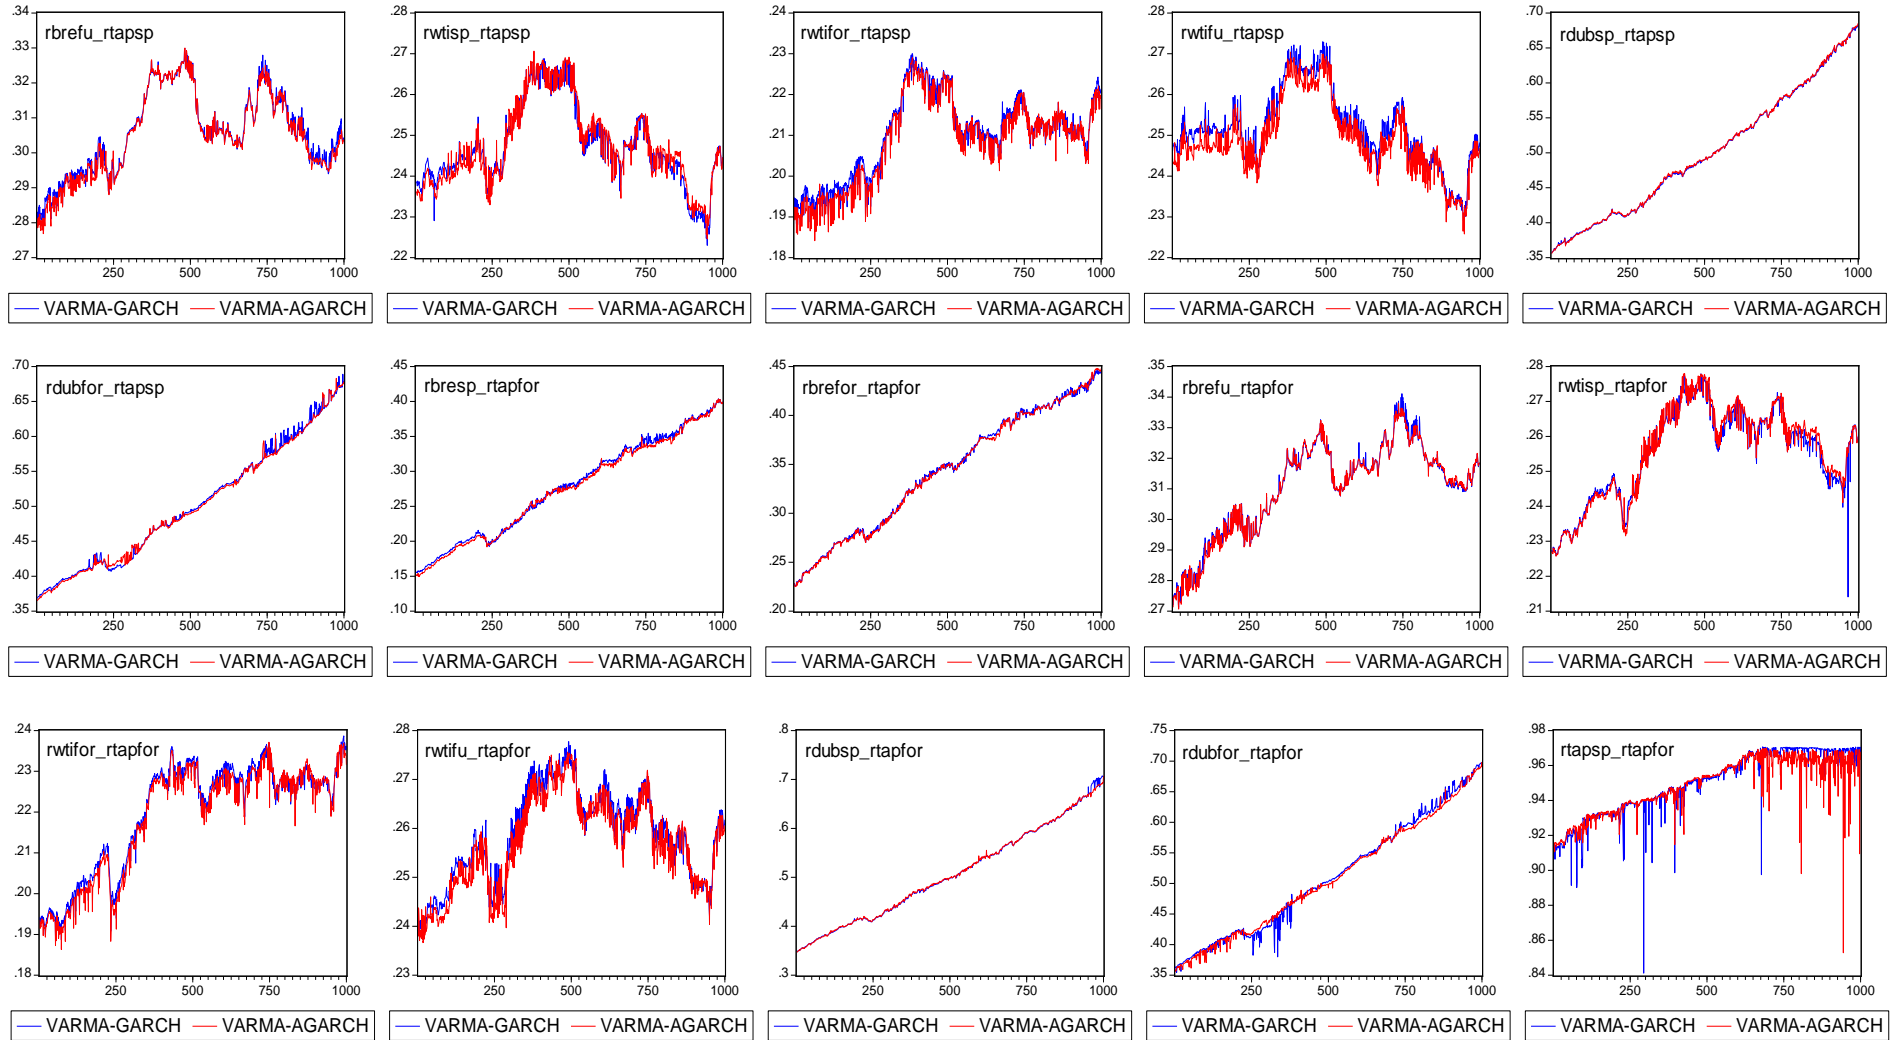 rbrefu_rtapsp
.34
.33
.32
.31
.30
.29
.28
.27
250 500 750 1000
VARMA-GARCH VARMA-AGARCH
rwtisp_rtapsp
.28
.27
.26
.25
.24
.23
.22
250 500 750 1000
VARMA-GARCH VARMA-AGARCH
rwtifor_rtapsp
.24
.23
.22
.21
.20
.19
.18
250 500 750 1000
VARMA-GARCH VARMA-AGARCH
rwtifu_rtapsp
.28
.27
.26
.25
.24
.23
.22
250 500 750 1000
VARMA-GARCH VARMA-AGARCH
rdubsp_rtapsp
.70
.65
.60
.55
.50
.45
.40
.35
250 500 750 1000
VARMA-GARCH VARMA-AGARCH
rdubfor_rtapsp
.70
.65
.60
.55
.50
.45
.40
.35
250 500 750 1000
VARMA-GARCH VARMA-AGARCH
rbresp_rtapfor
.45
.40
.35
.30
.25
.20
.15
.10
250 500 750 1000
VARMA-GARCH VARMA-AGARCH
rbrefor_rtapfor
.45
.40
.35
.30
.25
.20
250 500 750 1000
VARMA-GARCH VARMA-AGARCH
rbrefu_rtapfor
.35
.34
.33
.32
.31
.30
.29
.28
.27
250 500 750 1000
VARMA-GARCH VARMA-AGARCH
rwtisp_rtapfor
.28
.27
.26
.25
.24
.23
.22
.21
250 500 750 1000
VARMA-GARCH VARMA-AGARCH
rwtifor_rtapfor
.24
.23
.22
.21
.20
.19
.18
250 500 750 1000
VARMA-GARCH VARMA-AGARCH
rwtifu_rtapfor
.28
.27
.26
.25
.24
.23
250 500 750 1000
VARMA-GARCH VARMA-AGARCH
rdubsp_rtapfor
.8
.7
.6
.5
.4
.3
250 500 750 1000
VARMA-GARCH VARMA-AGARCH
rdubfor_rtapfor
.75
.70
.65
.60
.55
.50
.45
.40
.35
250 500 750 1000
VARMA-GARCH VARMA-AGARCH
rtapsp_rtapfor
.98
.96
.94
.92
.90
.88
.86
.84
250 500 750 1000
VARMA-GARCH VARMA-AGARCH